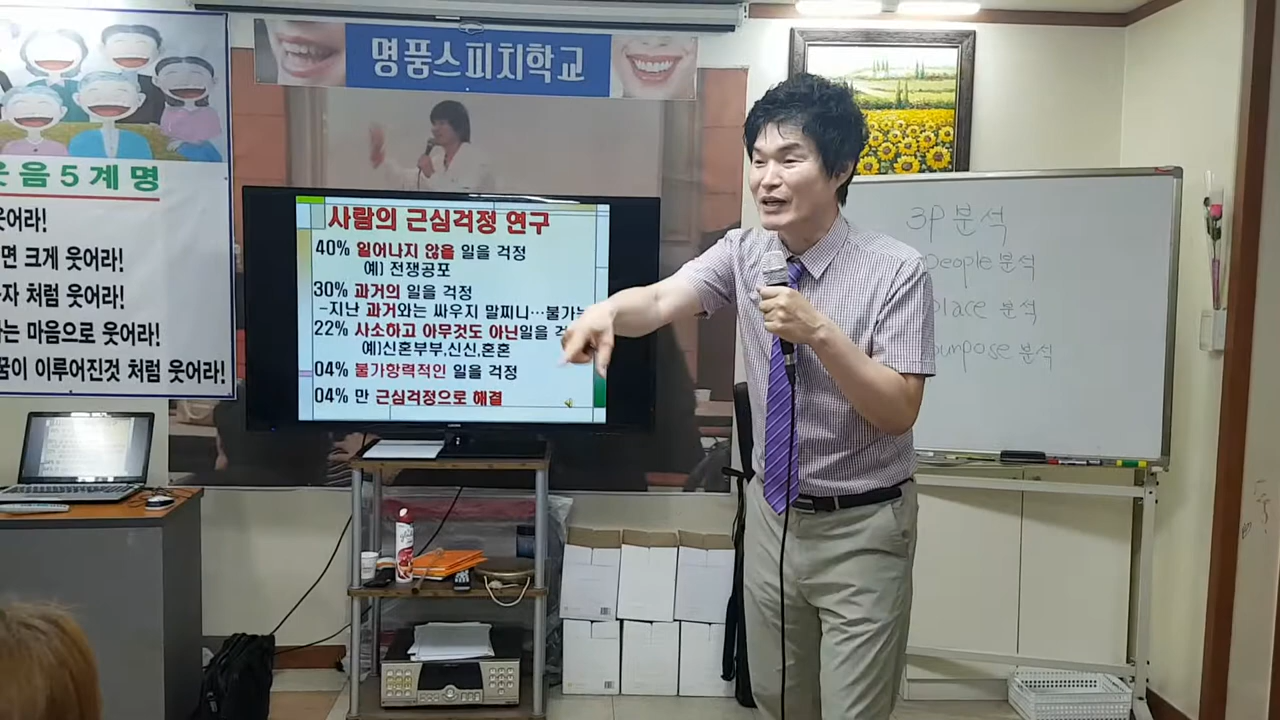 명품스피치학교
웃음5계명
웃어라!
면 크게 웃어라!
자 처럼 웃어라!
는 마음으로 웃어라!
꿈이 이루어진것 처럼 웃어라!
사람의 근심걱정 연구
40% 일어나지 않을 일을 걱정
예) 전쟁공포
30% 과거의 일을 걱정
-지난 과거와는 싸우지 말찌니…불가능
22% 사소하고 아무것도 아닌일을
예)신혼부부,신신,혼혼
04% 불가항력적인 일을 걱정
04% 만 근심걱정으로 해결
3P분석
People 분석
place 분석
purpose 분석